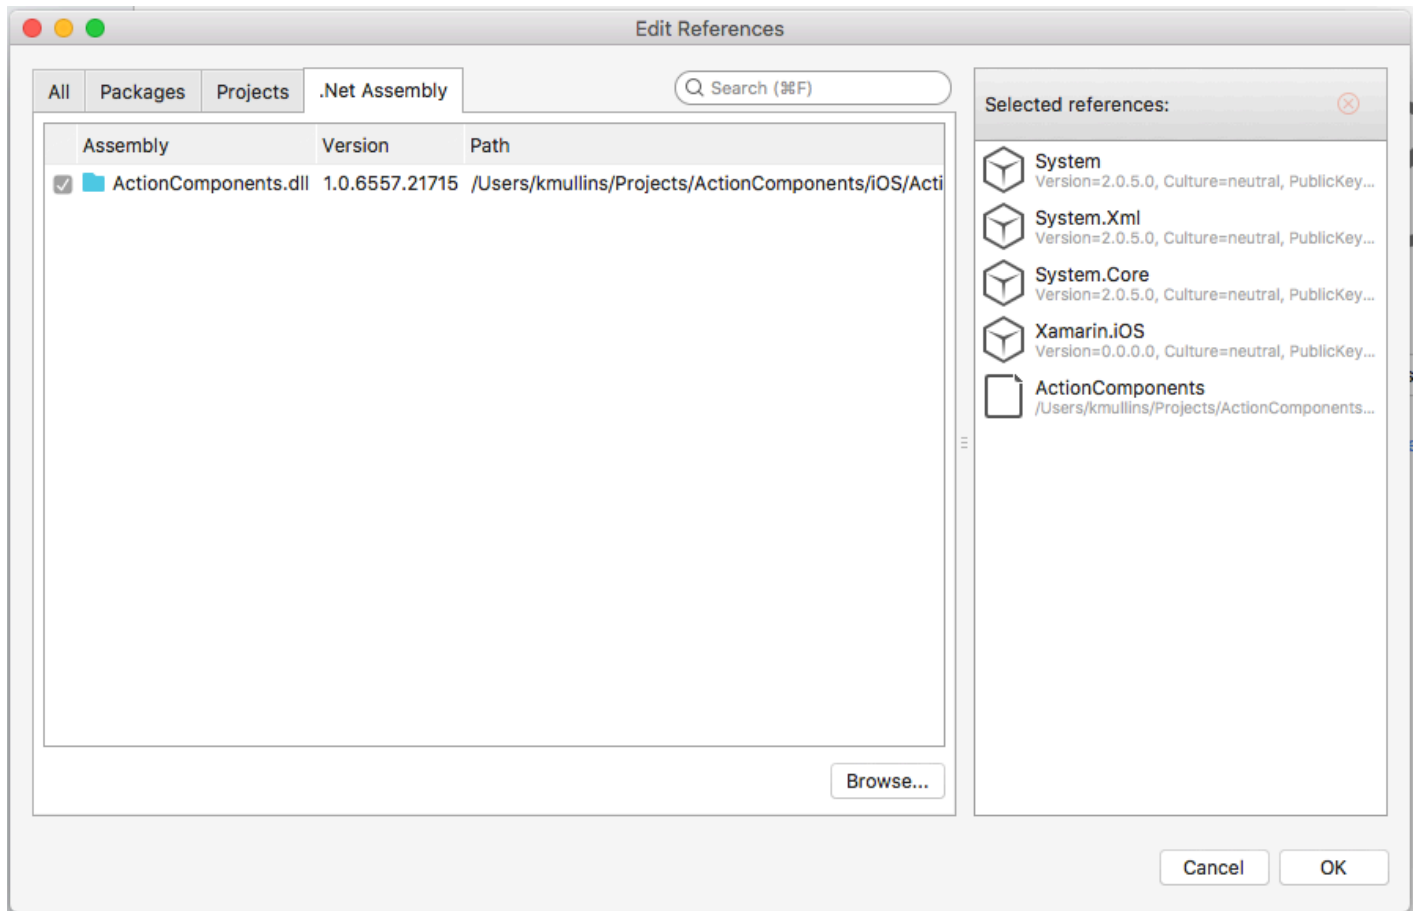 Edit References
All Packages Projects .Net Assembly
Search (⌘F)
Assembly Version Path
ActionComponents.dll 1.0.6557.21715 /Users/kmullins/Projects/ActionComponents/iOS/Acti
Browse...
Selected references:
System
Version=2.0.5.0, Culture=neutral, PublicKey...
System.Xml
Version=2.0.5.0, Culture=neutral, PublicKey...
System.Core
Version=2.0.5.0, Culture=neutral, PublicKey...
Xamarin.iOS
Version=0.0.0.0, Culture=neutral, PublicKey...
ActionComponents
/Users/kmullins/Projects/ActionComponents...
Cancel OK